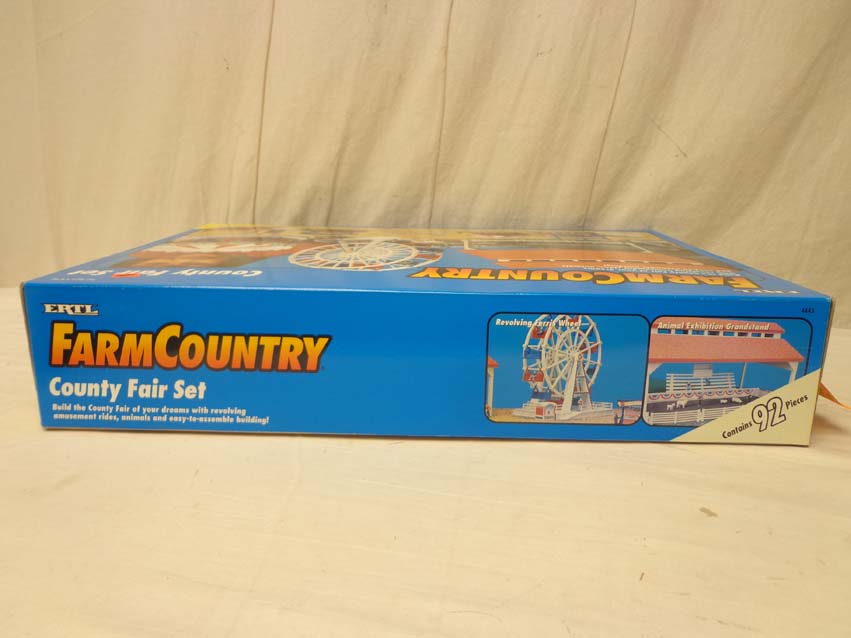 ERTL
FARMCOUNTRY
County Fair Set
Build the County Fair of your dreams with revolving
amusement rides, animals and easy-to-assemble building!
Revolving Ferris Wheel
Animal Exhibition Grandstand
Contains 92 Pieces
County Fair Set
FARMCOUNTRY
ERTL